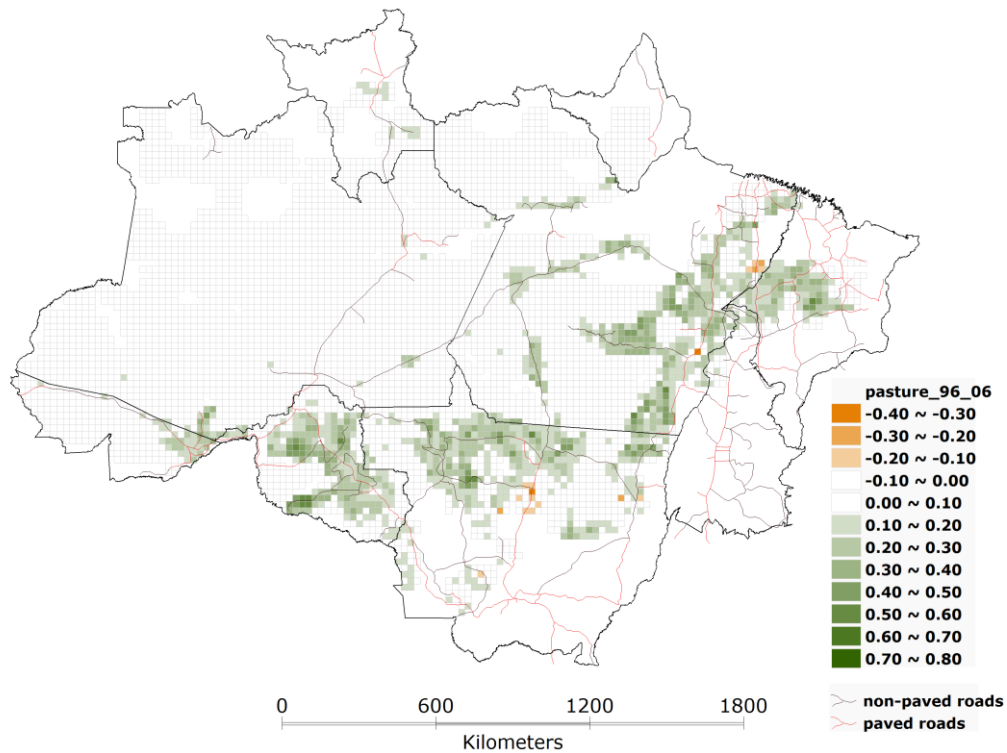 pasture_96_06
-0.40 ~ -0.30
-0.30 ~ -0.20
-0.20 ~ -0.10
-0.10 ~ 0.00
0.00 ~ 0.10
0.10 ~ 0.20
0.20 ~ 0.30
0.30 ~ 0.40
0.40 ~ 0.50
0.50 ~ 0.60
0.60 ~ 0.70
0.70 ~ 0.80
non-paved roads
paved roads
0 600 1200 1800
Kilometers